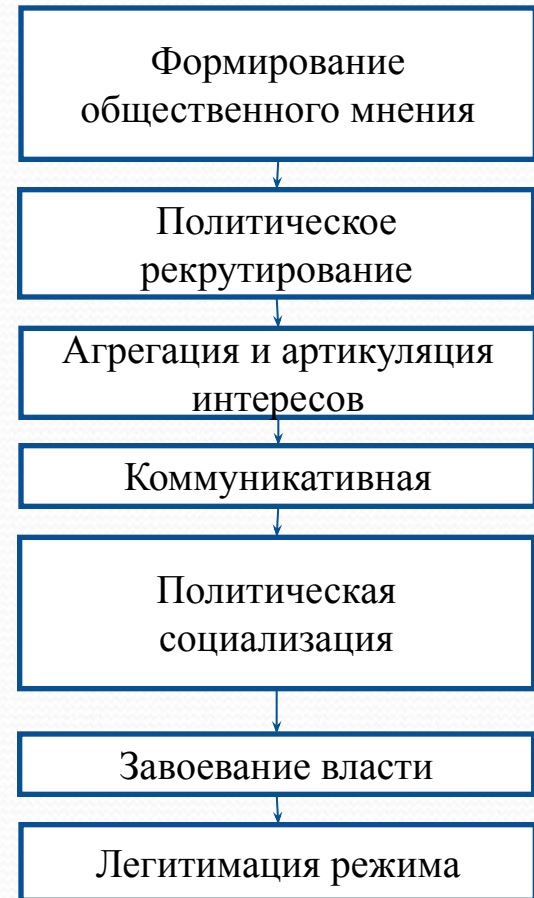 Формирование
общественного мнения
Политическое
рекрутирование
Агрегация и артикуляция
интересов
Коммуникативная
Политическая
социализация
Завоевание власти
Легитимация режима